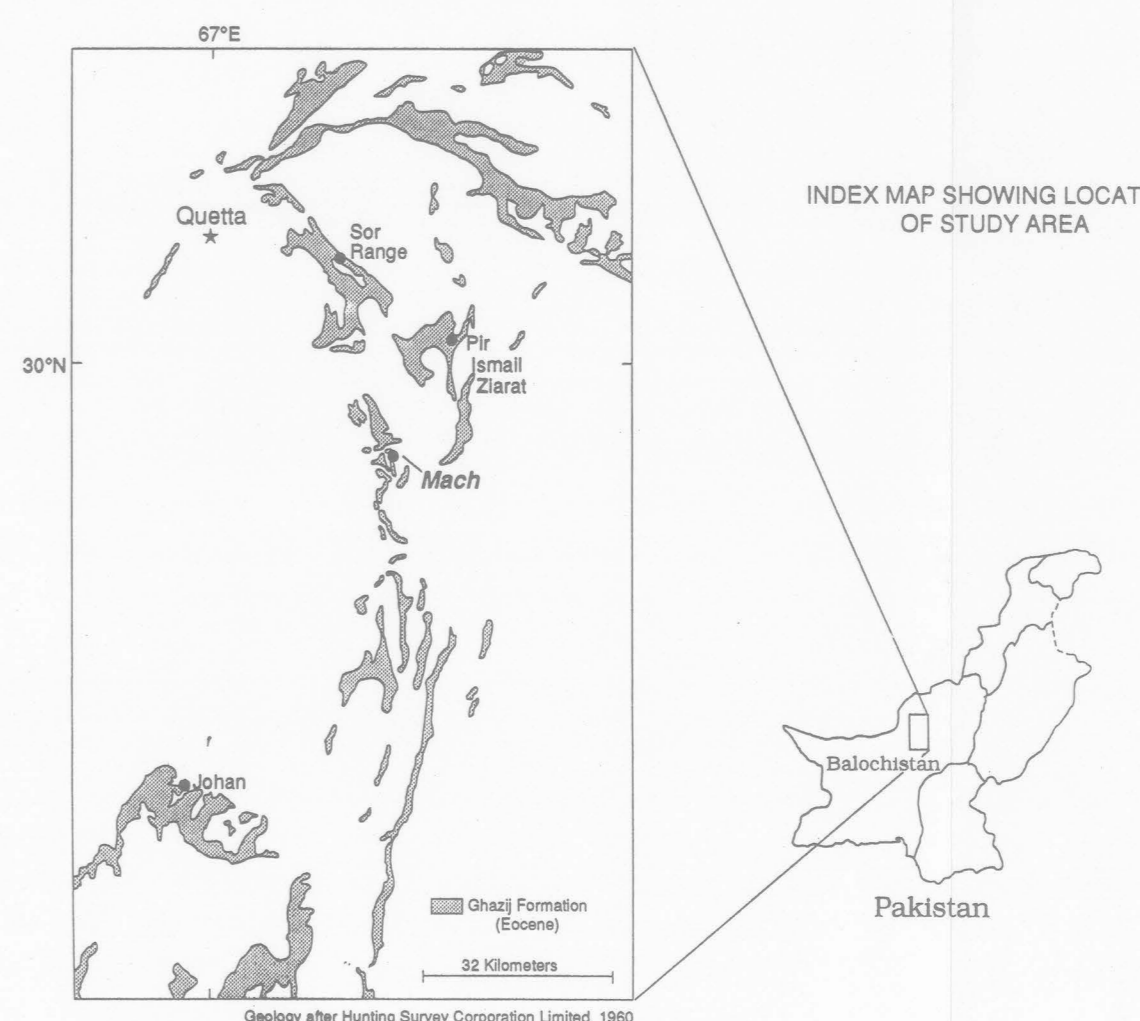 67°E
INDEX MAP SHOWING LOCAT
OF STUDY AREA
Quetta
Sor
Range
30°N
Pir
Ismail
Ziarat
Mach
Johan
Balochistan
Pakistan
Ghazij Formation
(Eocene)
32 Kilometers
Geology after Hunting Survey Corporation Limited, 1960